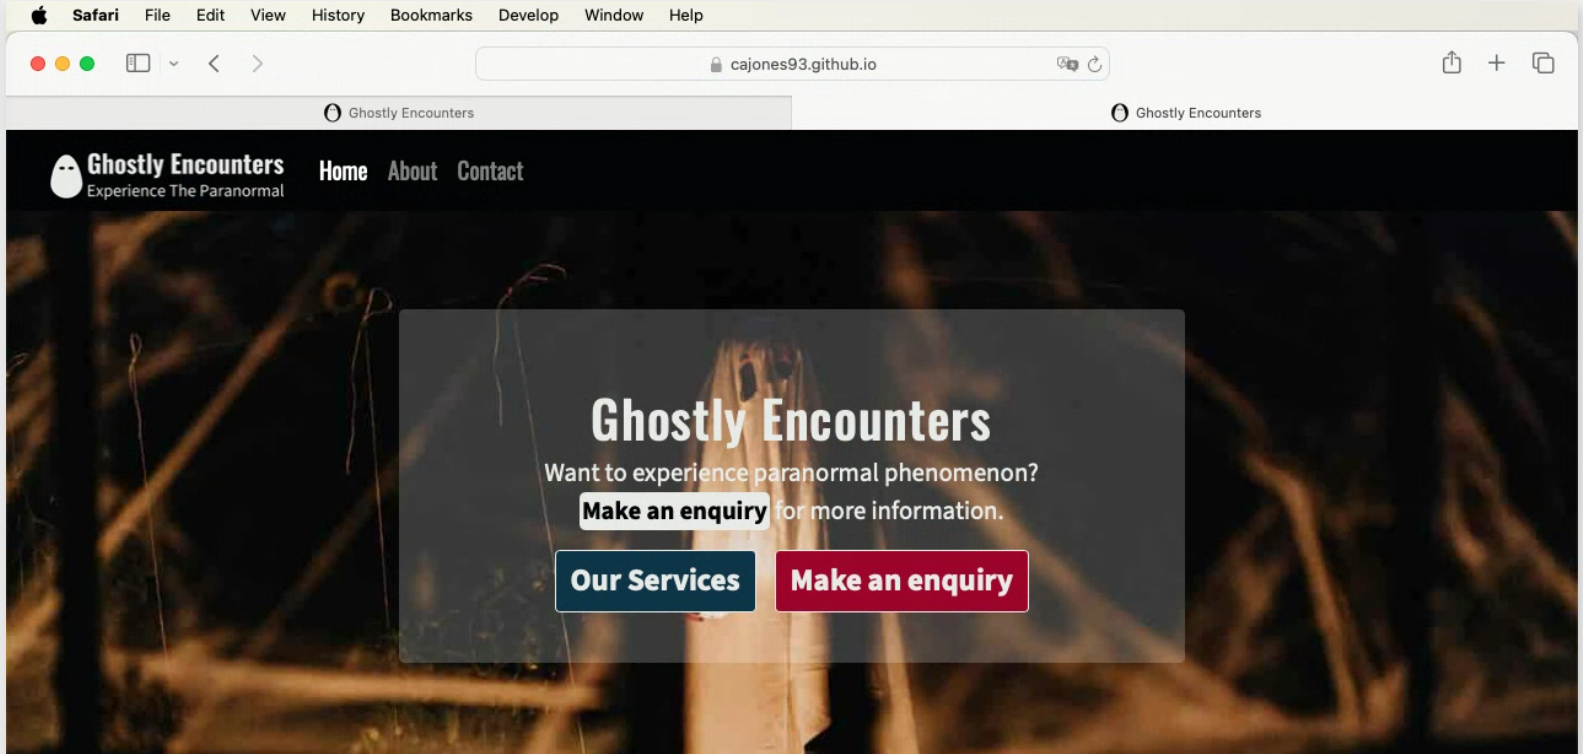 Safari File Edit View History Bookmarks Develop Window Help
cajones93.github.io
Ghostly Encounters Ghostly Encounters
Ghostly Encounters
Experience The Paranormal
Home About Contact
Ghostly Encounters
Want to experience paranormal phenomenon?
Make an enquiry for more information.
Our Services Make an enquiry